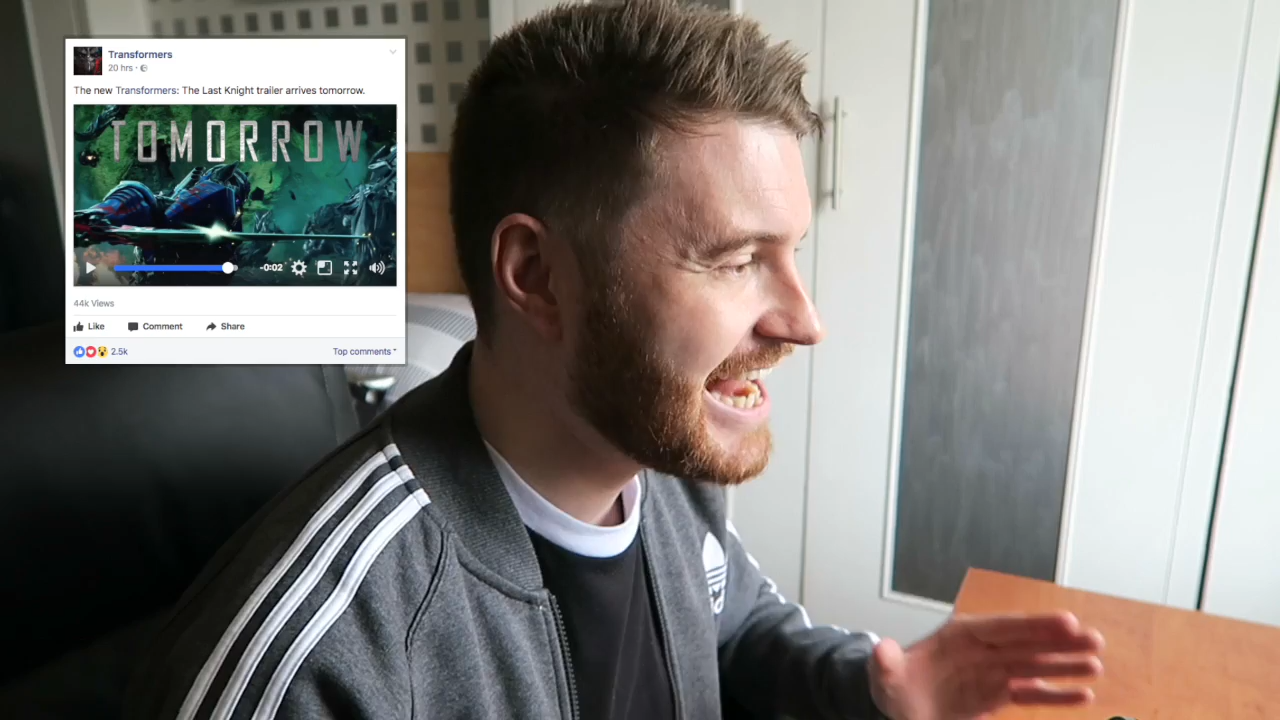 Transformers
20 hrs ·
The new Transformers: The Last Knight trailer arrives tomorrow.
TOMORROW
-0:02
44k Views
Like Comment Share
2.5k Top comments